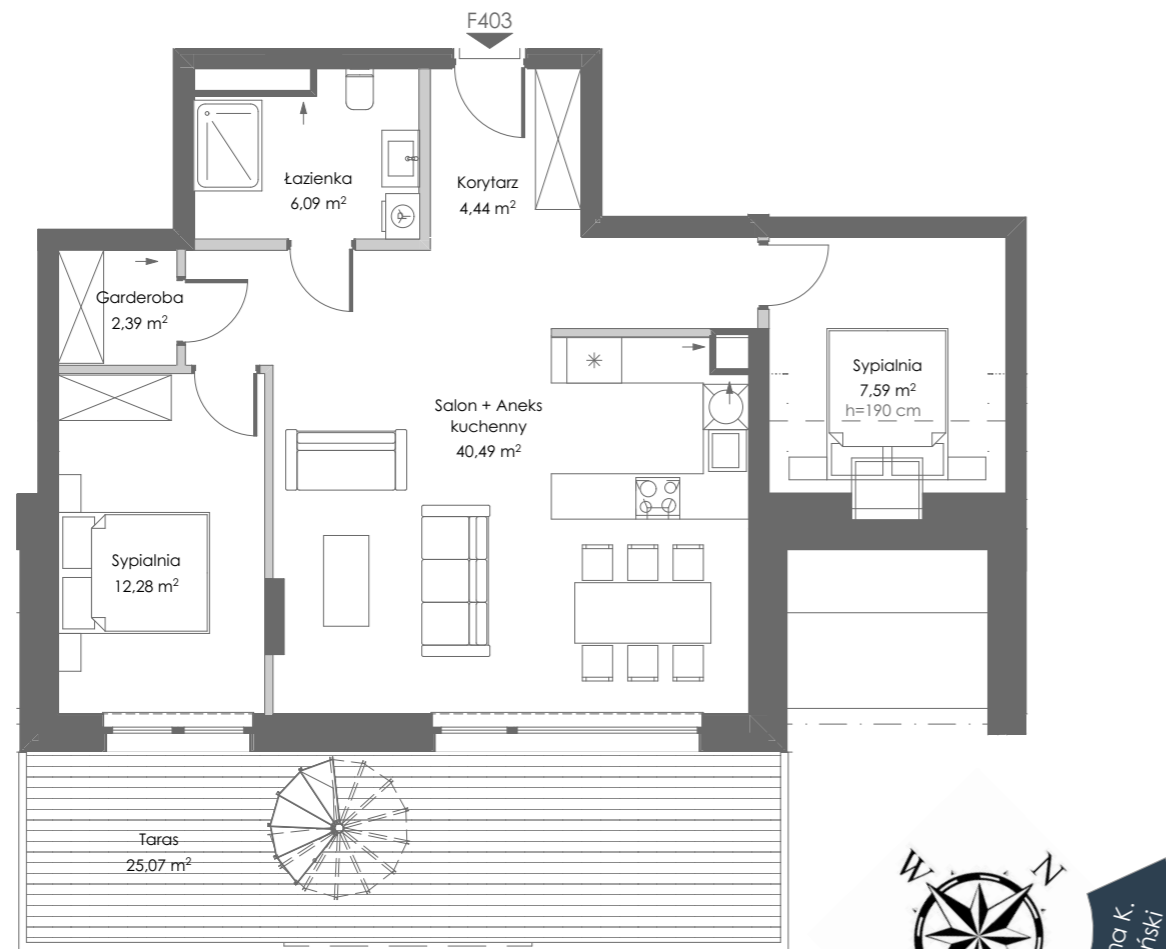 F403
Łazienka
6,09 m²
Korytarz
4,44 m²
Garderoba
2,39 m²
Salon + Aneks
kuchenny
40,49 m²
Sypialnia
7,59 m²
h=190 cm
Sypialnia
12,28 m²
Taras
25,07 m²
W
N